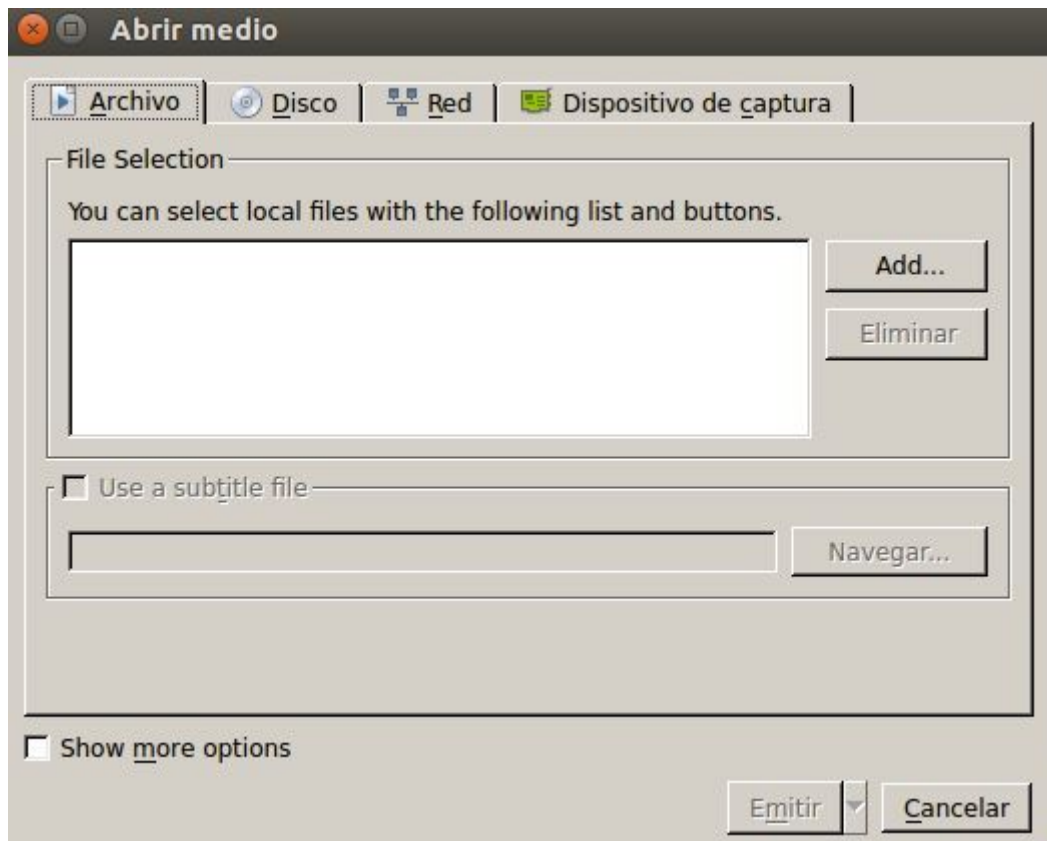 Abrir medio
Archivo Disco Red Dispositivo de captura
File Selection
You can select local files with the following list and buttons.
Add...
Eliminar
Use a subtitle file
Navegar...
Show more options
Emitir Cancelar